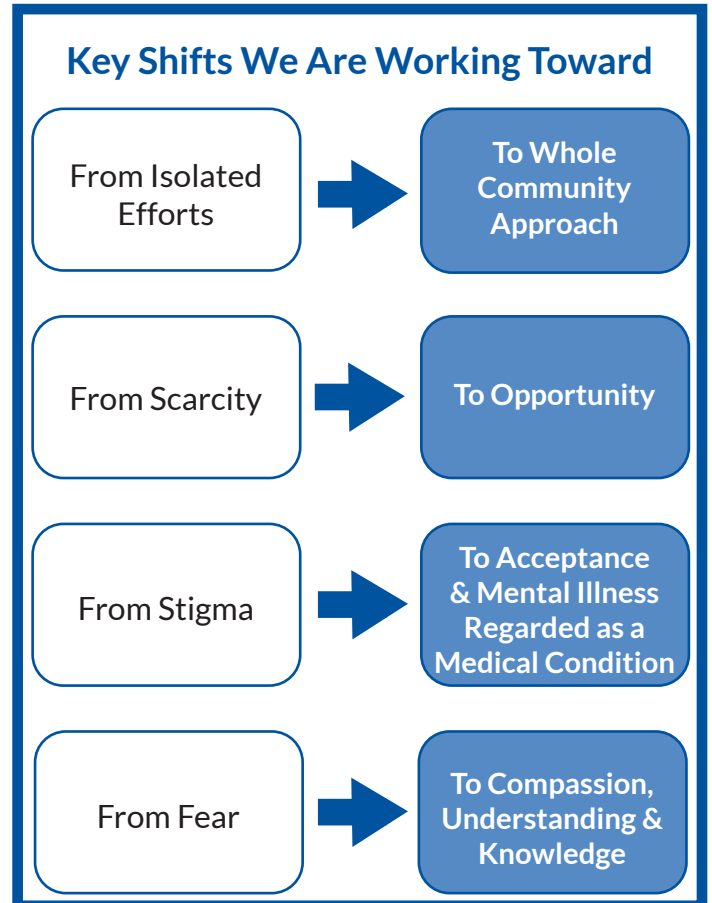 Key Shifts We Are Working Toward
From Isolated
Efforts
To Whole
Community
Approach
From Scarcity
To Opportunity
From Stigma
To Acceptance
& Mental Illness
Regarded as a
Medical Condition
From Fear
To Compassion,
Understanding &
Knowledge